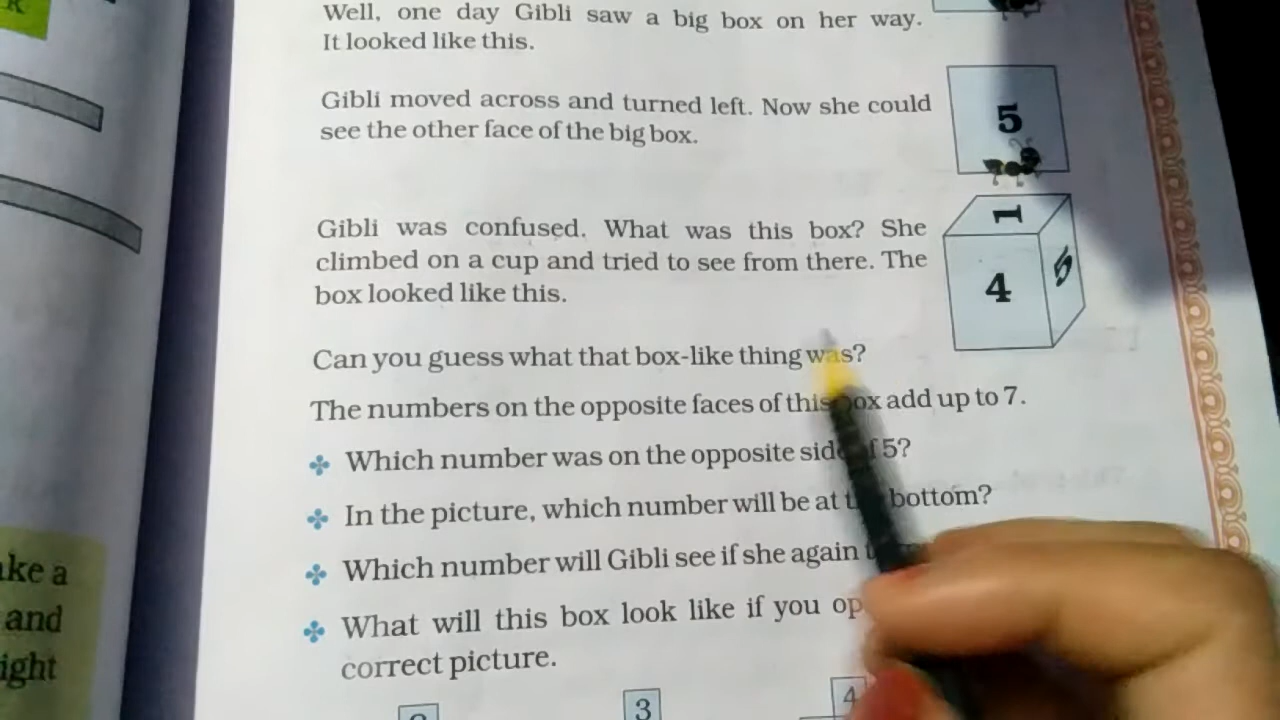 Well, one day Gibli saw a big box on her way.
It looked like this.
Gibli moved across and turned left. Now she could
see the other face of the big box.
5
Gibli was confused. What was this box? She
climbed on a cup and tried to see from there. The
box looked like this.
1
4
5
Can you guess what that box-like thing was?
The numbers on the opposite faces of this box add up to 7.
Which number was on the opposite side of 5?
In the picture, which number will be at the bottom?
Which number will Gibli see if she again
What will this box look like if you
correct picture.
3
4
and